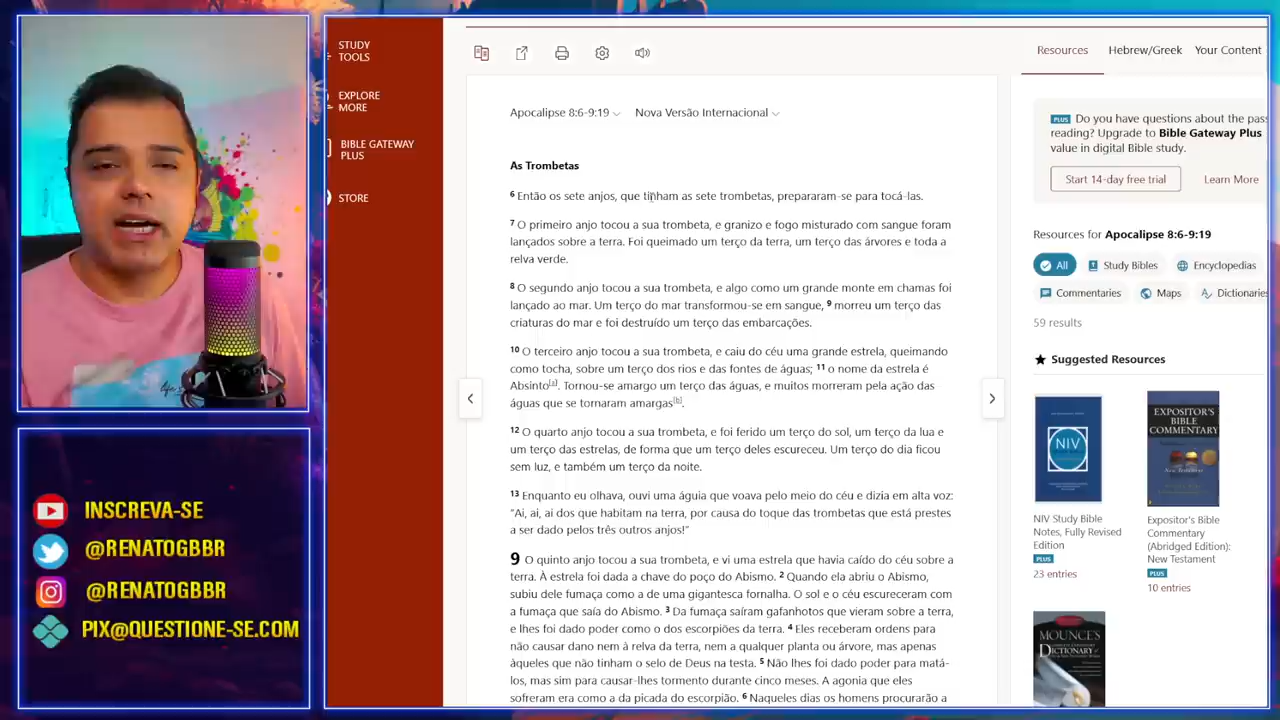 STUDY
TOOLS
EXPLORE
MORE
BIBLE GATEWAY
PLUS
STORE
INSCREVA-SE
@RENATOGBBR
@RENATOGBBR
PIX@QUESTIONE-SE.COM
Apocalipse 8:6-9:19
Nova Versão Internacional
As Trombetas
6 Então os sete anjos, que tinham as sete trombetas, prepararam-se para tocá-las.
7 O primeiro anjo tocou a sua trombeta, e granizo e fogo misturado com sangue foram
lançados sobre a terra. Foi queimado um terço da terra, um terço das árvores e toda a
relva verde.
8 O segundo anjo tocou a sua trombeta, e algo como um grande monte em chamas foi
lançado ao mar. Um terço do mar transformou-se em sangue, 9 morreu um terço das
criaturas do mar e foi destruído um terço das embarcações.
10 O terceiro anjo tocou a sua trombeta, e caiu do céu uma grande estrela, queimando
como tocha, sobre um terço dos rios e das fontes de águas; 11 o nome da estrela é
Absinto[a]. Tornou-se amargo um terço das águas, e muitos morreram pela ação das
águas que se tornaram amargas[b].
12 O quarto anjo tocou a sua trombeta, e foi ferido um terço do sol, um terço da lua e
um terço das estrelas, de forma que um terço deles escureceu. Um terço do dia ficou
sem luz, e também um terço da noite.
13 Enquanto eu olhava, ouvi uma águia que voava pelo meio do céu e dizia em alta voz:
“Ai, ai, ai dos que habitam na terra, por causa do toque das trombetas que está prestes
a ser dado pelos três outros anjos!”
9 O quinto anjo tocou a sua trombeta, e vi uma estrela que havia caído do céu sobre a
terra. À estrela foi dada a chave do poço do Abismo. 2 Quando ela abriu o Abismo,
subiu dele fumaça como a de uma gigantesca fornalha. O sol e o céu escureceram com
a fumaça que saía do Abismo. 3 Da fumaça saíram gafanhotos que vieram sobre a terra,
e lhes foi dado poder como o dos escorpiões da terra. 4 Eles receberam ordens para
não causar dano nem à relva da terra, nem a qualquer planta ou árvore, mas apenas
àqueles que não tinham o selo de Deus na testa. 5 Não lhes foi dado poder para matá-
los, mas sim para causar-lhes tormento durante cinco meses. A agonia que eles
sofreram era como a da picada do escorpião. 6 Naqueles dias os homens procurarão a
Resources
Hebrew/Greek
Your Content
PLUS Do you have questions about the pas
reading? Upgrade to Bible Gateway Plus
value in digital Bible study.
Start 14-day free trial
Learn More
Resources for Apocalipse 8:6-9:19
All
Study Bibles
Encyclopedias
Commentaries
Maps
Dictionarie
59 results
Suggested Resources
NIV
EXPOSITOR'S
BIBLE
COMMENTARY
NIV Study Bible
Notes, Fully Revised
Edition
PLUS
23 entries
Expositor's Bible
Commentary
(Abridged Edition):
New Testament
PLUS
10 entries
MOUNCE'S
DICTIONARY